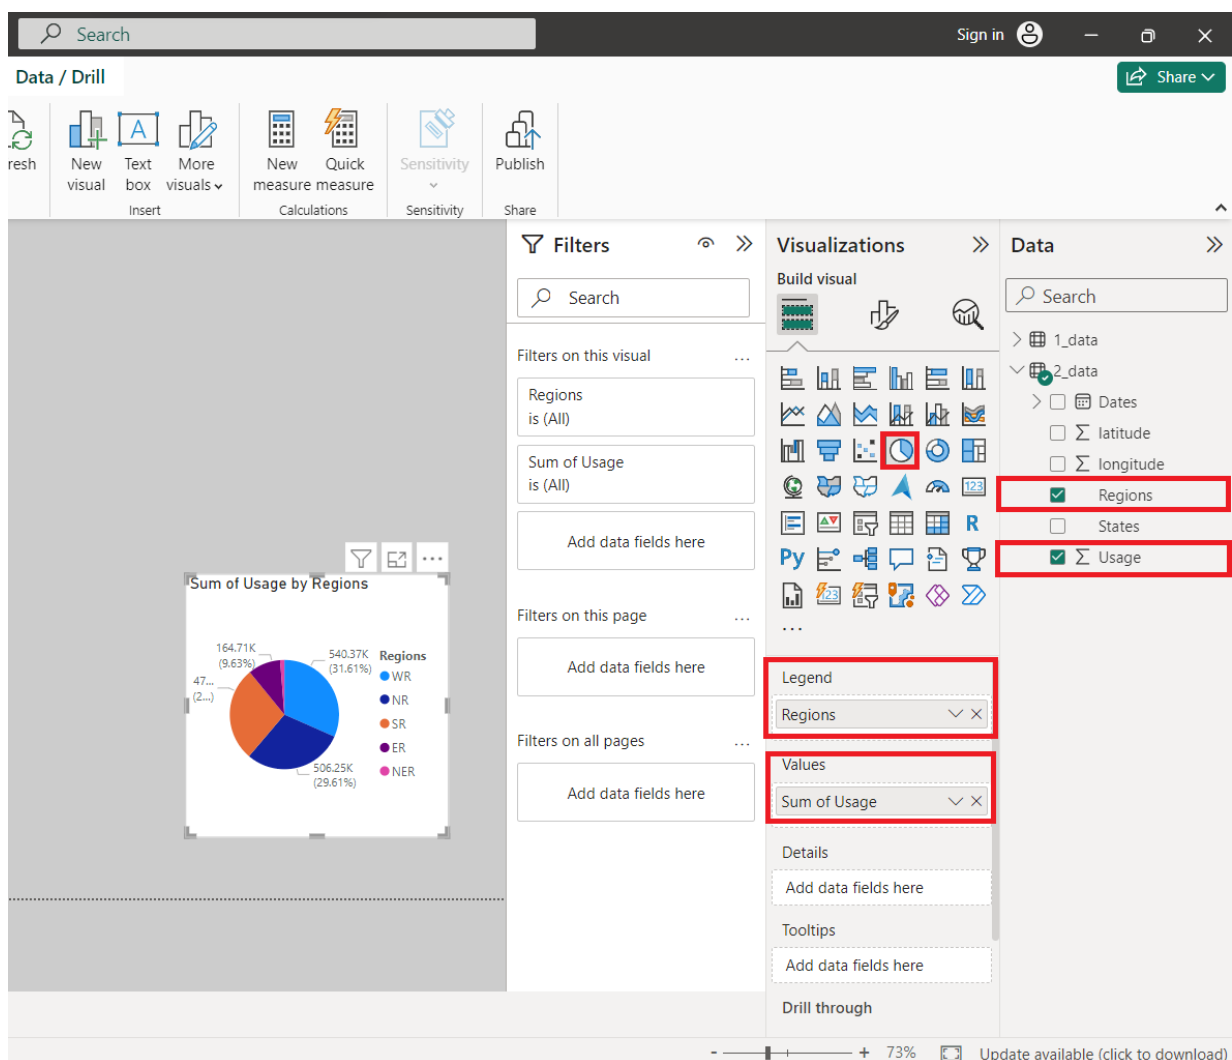 Search
Sign in
Data / Drill
Share
resh
New visual
Text box
More visuals
New measure
Quick measure
Sensitivity
Publish
Insert
Calculations
Sensitivity
Share
Filters
Search
Filters on this visual
...
Regions
is (All)
Sum of Usage
is (All)
Add data fields here
Filters on this page
...
Add data fields here
Filters on all pages
...
Add data fields here
Sum of Usage by Regions
164.71K
(9.63%)
47...
(2...)
540.37K
(31.61%)
506.25K
(29.61%)
Regions
WR
NR
SR
ER
NER
Visualizations
Build visual
123
R
Py
123
...
Legend
Regions
Values
Sum of Usage
Details
Add data fields here
Tooltips
Add data fields here
Drill through
Data
Search
1_data
2_data
Dates
Σ latitude
Σ longitude
Regions
States
Σ Usage
- + 73%
Update available (click to download)